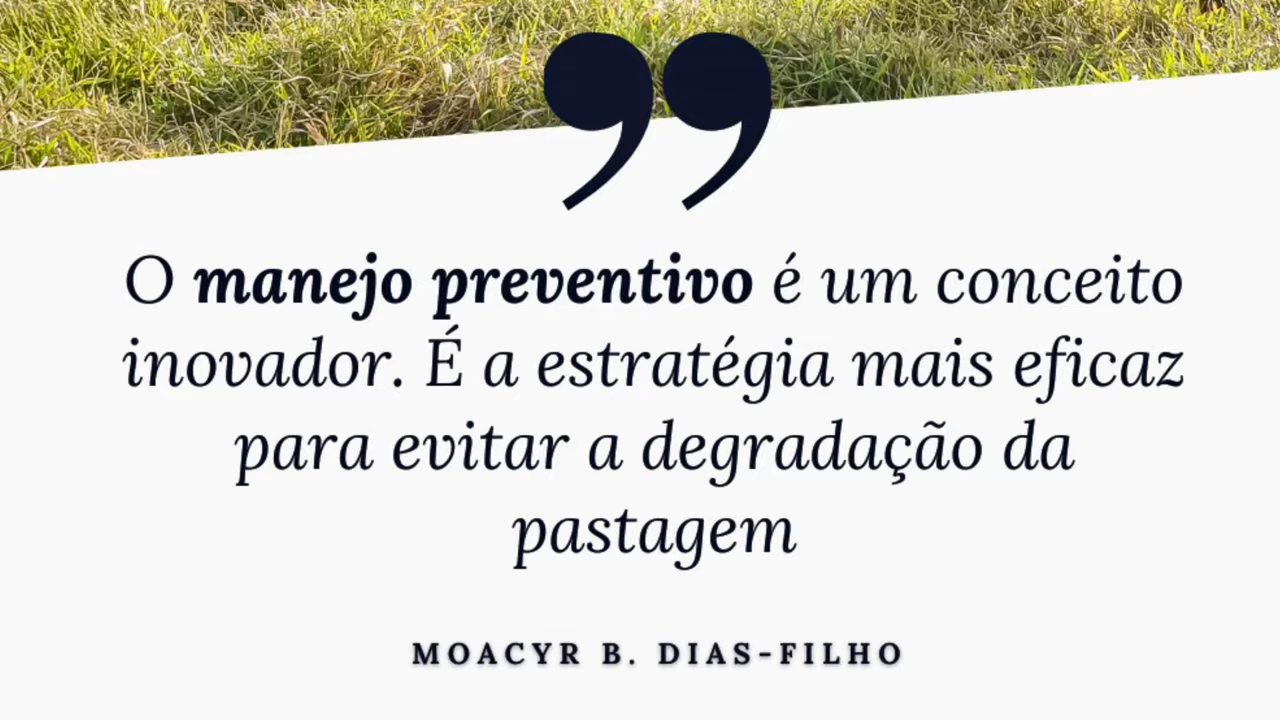 ”
O manejo preventivo é um conceito
inovador. É a estratégia mais eficaz
para evitar a degradação da
pastagem
MOACYR B. DIAS-FILHO